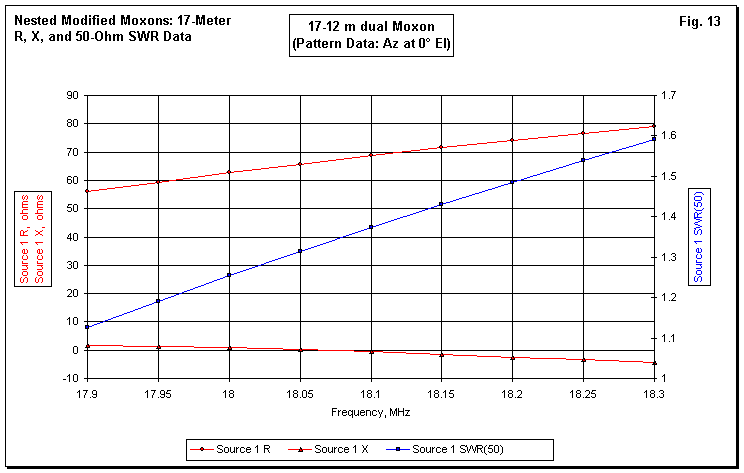 Nested Modified Moxons: 17-Meter
R, X, and 50-Ohm SWR Data
17-12 m dual Moxon
(Pattern Data: Az at 0° El)
Fig. 13
90
80
70
60
50
40
30
20
10
0
-10
1.7
1.6
1.5
1.4
1.3
1.2
1.1
1
Source 1 R, ohms
Source 1 X, ohms
Source 1 SWR(50)
17.9
17.95
18
18.05
18.1
18.15
18.2
18.25
18.3
Frequency, MHz
Source 1 R
Source 1 X
Source 1 SWR(50)